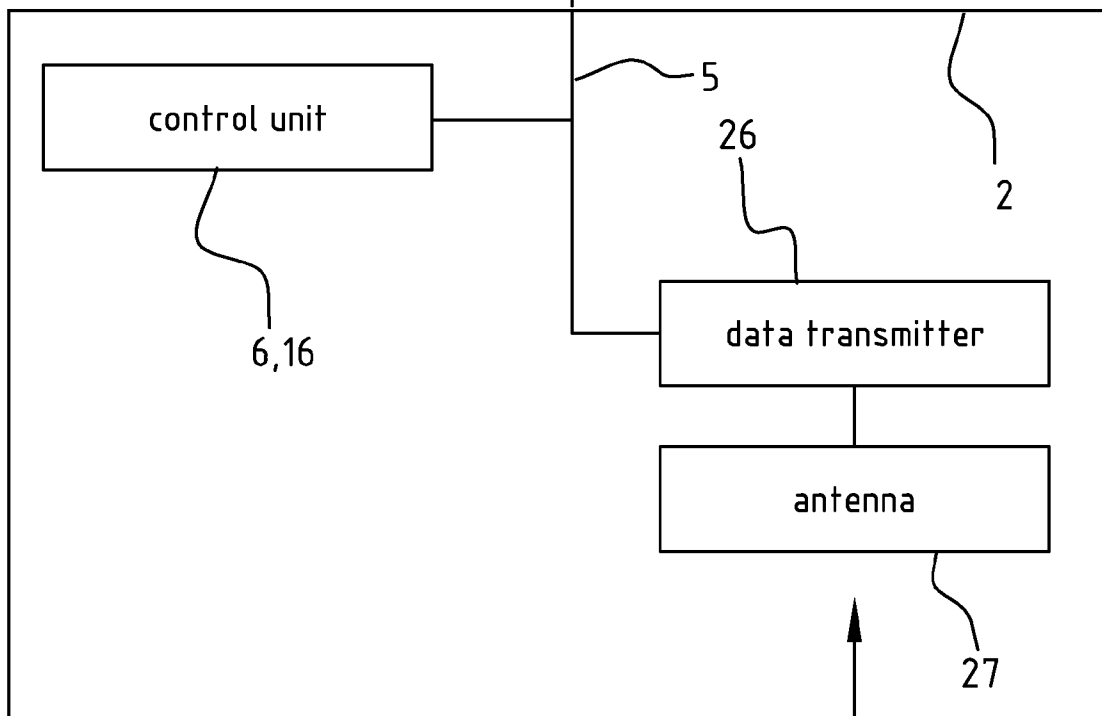 5
control unit
26
2
6,16
data transmitter
antenna
27